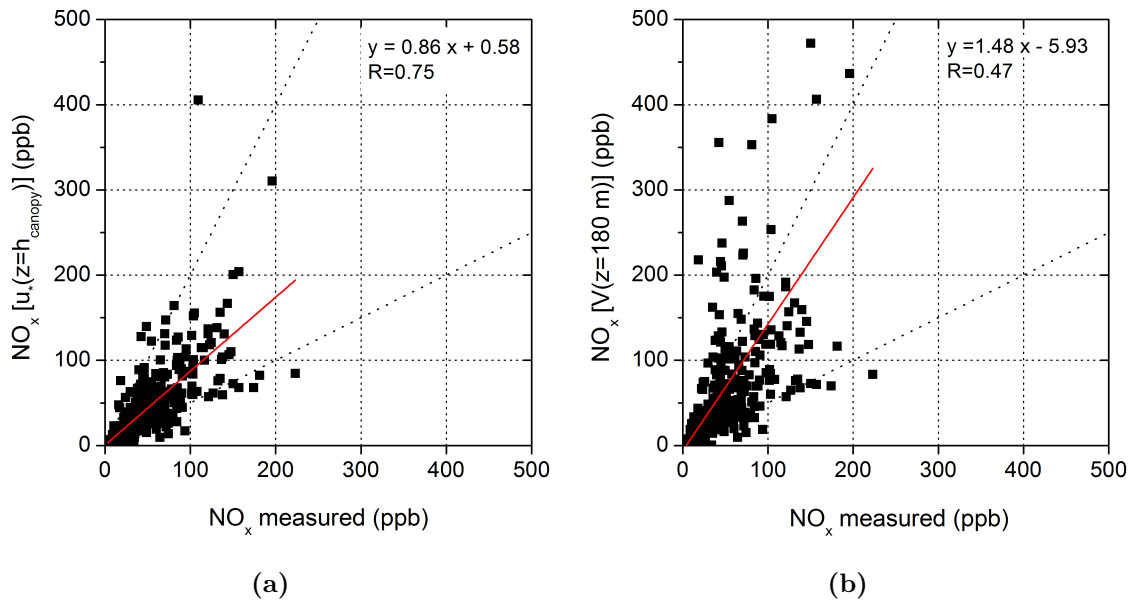 y = 0.86 x + 0.58
R=0.75
NOx [u*(z=hcanopy)] (ppb)
500
400
300
200
100
0
0 100 200 300 400 500
NOx measured (ppb)
(a)
y =1.48 x - 5.93
R=0.47
NOx [V(z=180 m)] (ppb)
500
400
300
200
100
0
0 100 200 300 400 500
NOx measured (ppb)
(b)